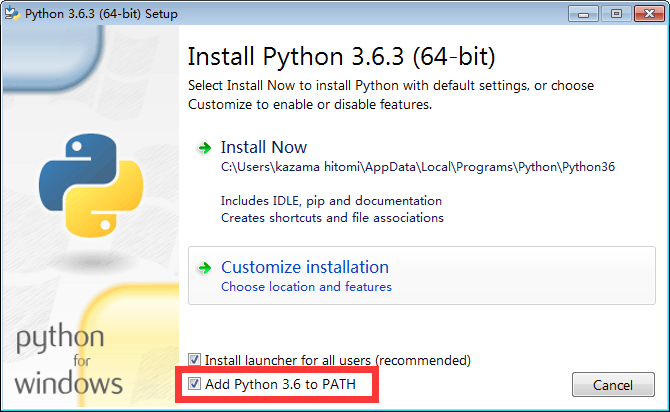 Python 3.6.3 (64-bit) Setup
Install Python 3.6.3 (64-bit)
Select Install Now to install Python with default settings, or choose
Customize to enable or disable features.
Install Now
C:\Users\kazama hitomi\AppData\Local\Programs\Python\Python36
Includes IDLE, pip and documentation
Creates shortcuts and file associations
Customize installation
Choose location and features
python
for
windows
Install launcher for all users (recommended)
Add Python 3.6 to PATH
Cancel